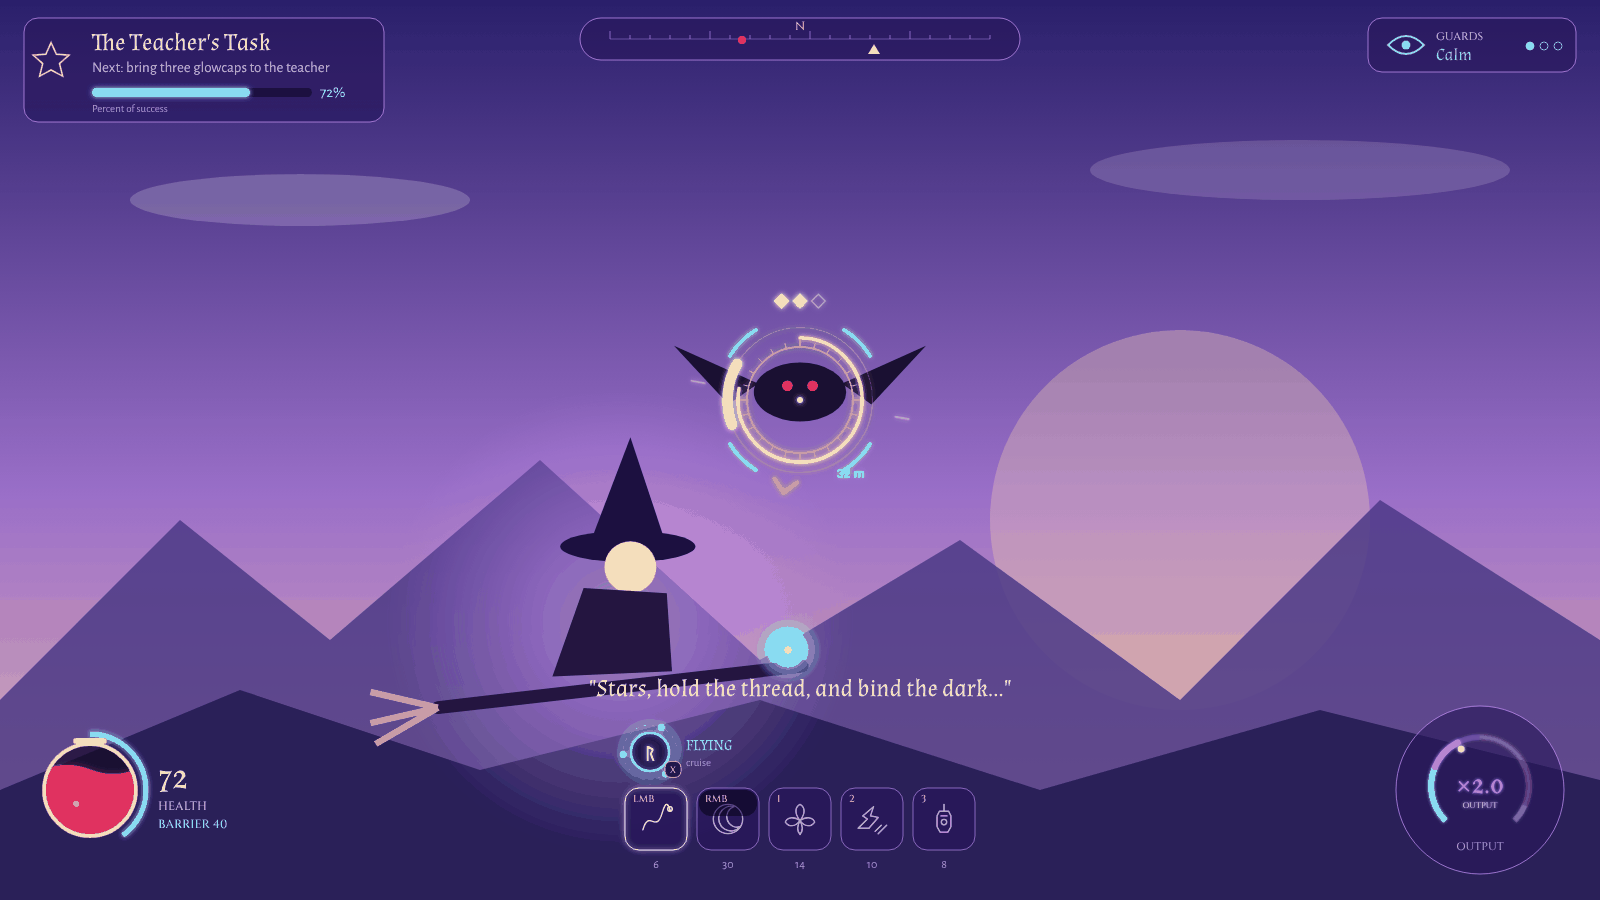 The Teacher's Task
Next: bring three glowcaps to the teacher
72%
Percent of success
N
GUARDS
Calm
32 m
"Stars, hold the thread, and bind the dark..."
ᚱ
X
FLYING
cruise
72
HEALTH
BARRIER 40
LMB
RMB
1
2
3
6
30
14
10
8
×2.0
OUTPUT
OUTPUT